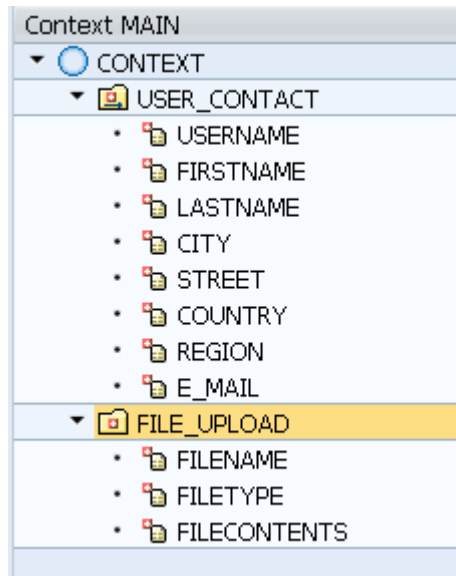 Context MAIN
CONTEXT
USER_CONTACT
USERNAME
FIRSTNAME
LASTNAME
CITY
STREET
COUNTRY
REGION
E_MAIL
FILE_UPLOAD
FILENAME
FILETYPE
FILECONTENTS